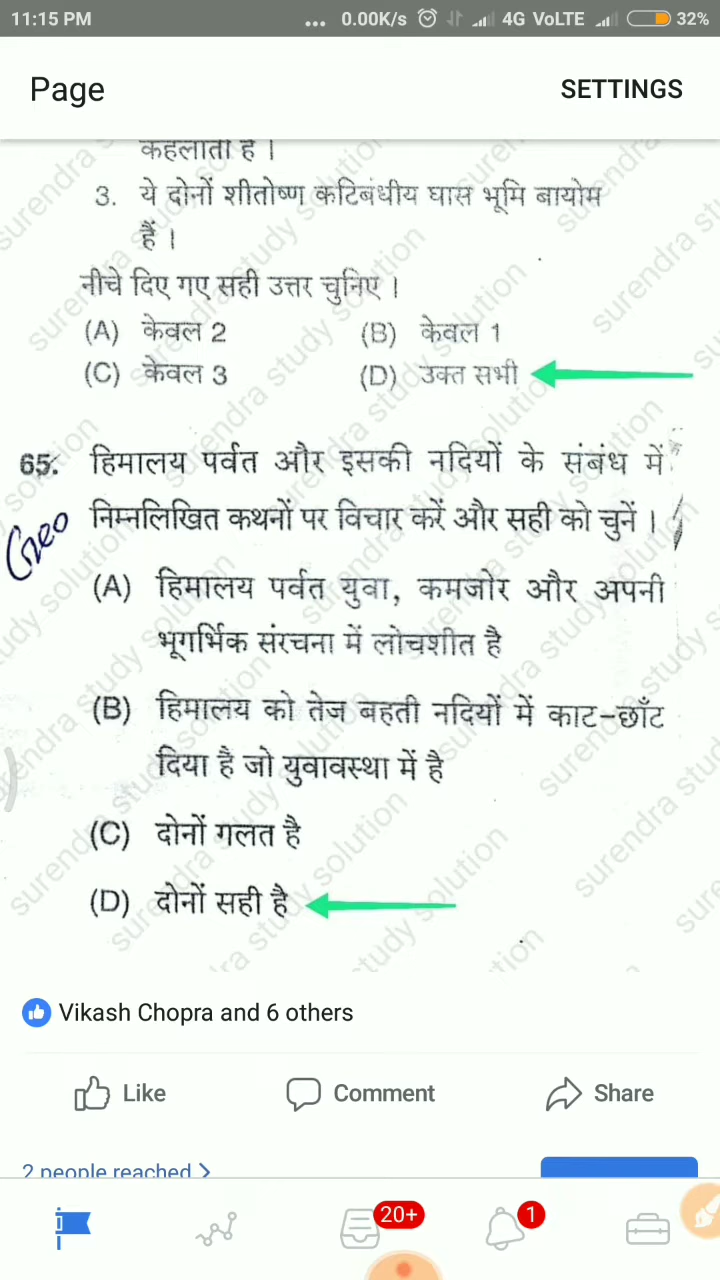 11:15 PM ... 0.00K/s 4G VoLTE 32%
Page SETTINGS
कहलाती है ।
3. ये दोनों शीतोष्ण कटिबंधीय घास भूमि बायोम
हैं ।
नीचे दिए गए सही उत्तर चुनिए ।
(A) केवल 2 (B) केवल 1
(C) केवल 3 (D) उक्त सभी
65. हिमालय पर्वत और इसकी नदियों के संबंध में
Geo निम्नलिखित कथनों पर विचार करें और सही को चुनें ।
(A) हिमालय पर्वत युवा, कमजोर और अपनी
भूगर्भिक संरचना में लोचशीत है
(B) हिमालय को तेज बहती नदियों में काट-छाँट
दिया है जो युवावस्था में है
(C) दोनों गलत है
(D) दोनों सही है
surendra study solution
Vikash Chopra and 6 others
Like Comment Share
2 people reached >
20+ 1